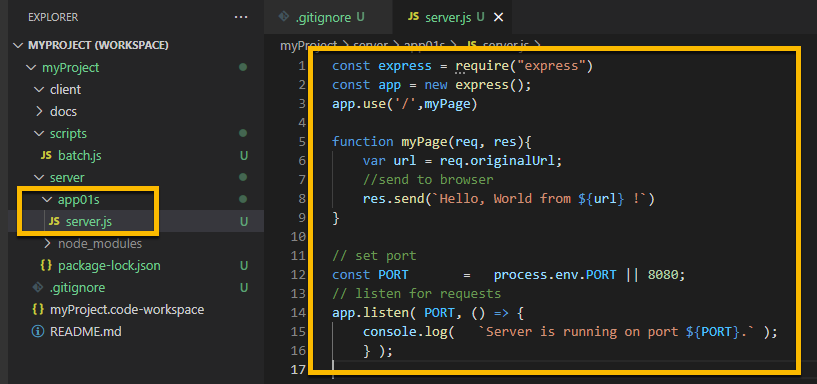 EXPLORER ...
MYPROJECT (WORKSPACE)
myProject
client
docs
scripts
JS batch.js U
server
app01s
JS server.js U
node_modules
{} package-lock.json U
.gitignore U
{} myProject.code-workspace
README.md
.gitignore U JS server.js U
myProject > server > app01s > JS server.js >
1 const express = require("express")
2 const app = new express();
3 app.use('/',myPage)
4
5 function myPage(req, res){
6 var url = req.originalUrl;
7 //send to browser
8 res.send(`Hello, World from ${url} !`)
9 }
10
11 // set port
12 const PORT = process.env.PORT || 8080;
13 // listen for requests
14 app.listen( PORT, () => {
15 console.log( `Server is running on port ${PORT}.` );
16 } );
17